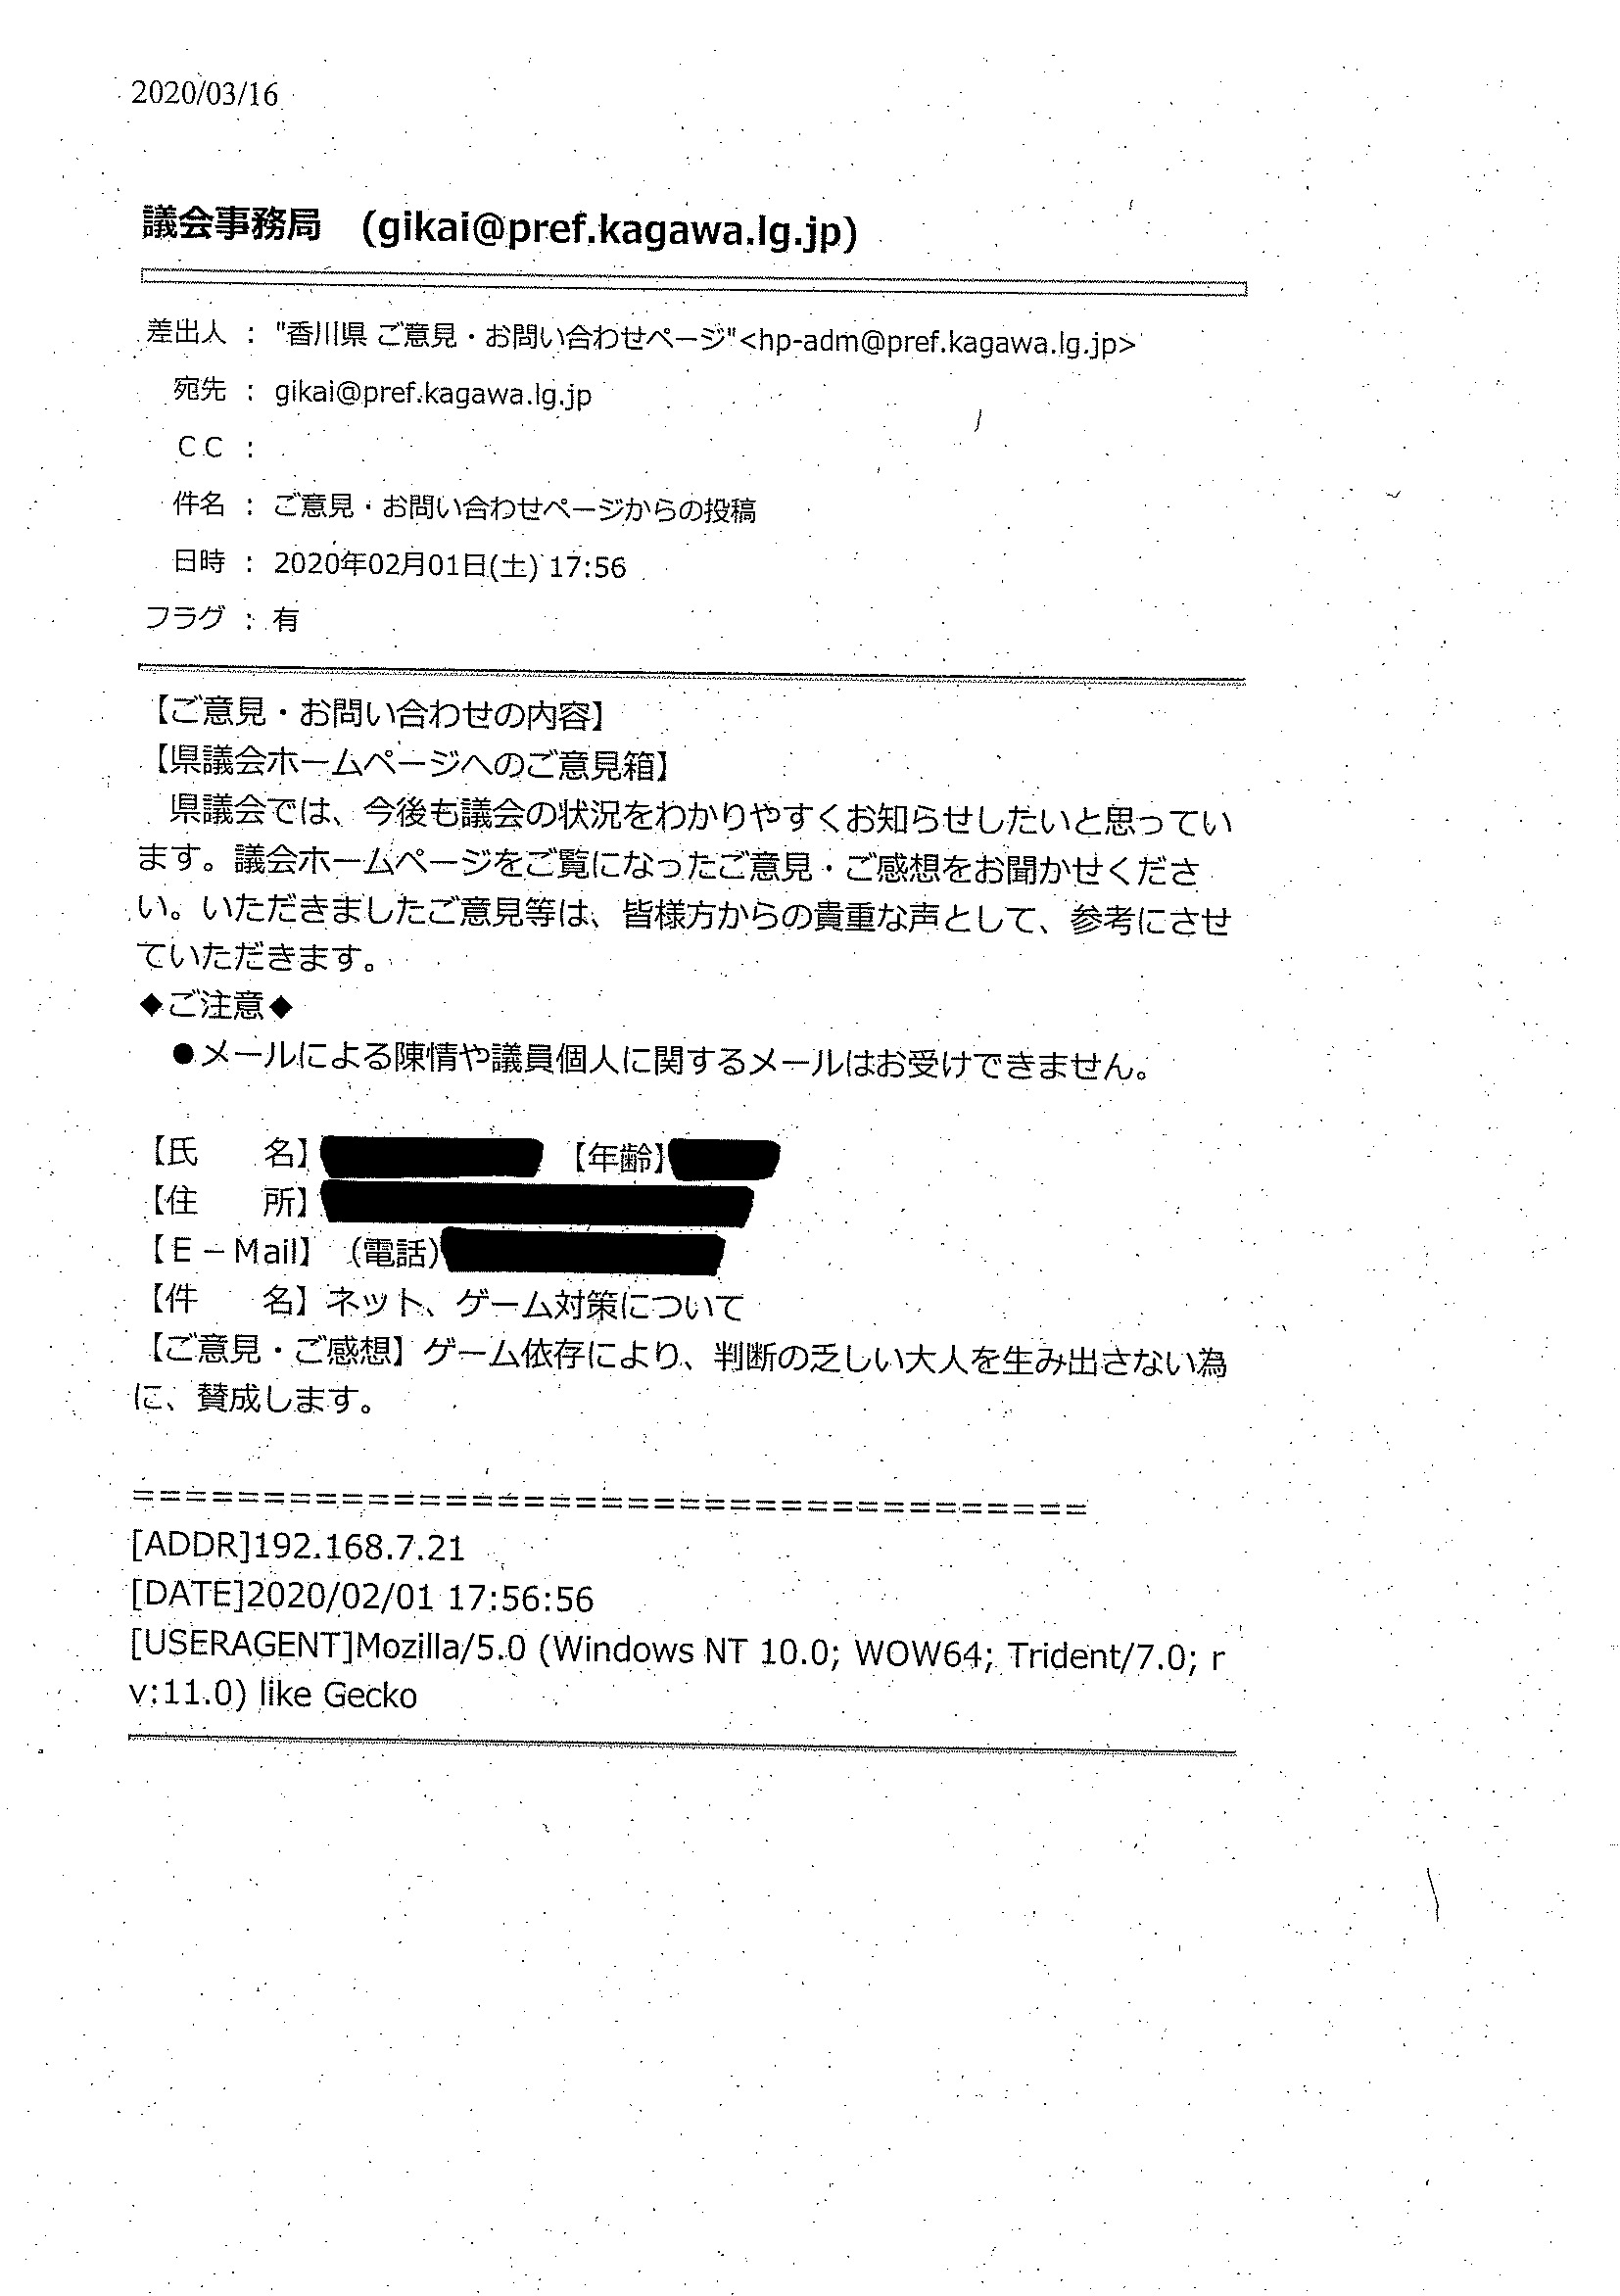 2020/03/16
議会事務局　(gikai@pref.kagawa.lg.jp)
差出人 : "香川県 ご意見・お問い合わせページ"<hp-adm@pref.kagawa.lg.jp>
宛先 : gikai@pref.kagawa.lg.jp
CC :
件名 : ご意見・お問い合わせページからの投稿
日時 : 2020年02月01日(土) 17:56
フラグ : 有
【ご意見・お問い合わせの内容】
【県議会ホームページへのご意見箱】
　県議会では、今後も議会の状況をわかりやすくお知らせしたいと思ってい
ます。議会ホームページをご覧になったご意見・ご感想をお聞かせくださ
い。いただきましたご意見等は、皆様方からの貴重な声として、参考にさせ
ていただきます。
◆ご注意◆
　●メールによる陳情や議員個人に関するメールはお受けできません。
【氏　　名】　【年齢】
【住　　所】
【E－Mail】（電話）
【件　　名】ネット、ゲーム対策について
【ご意見・ご感想】ゲーム依存により、判断の乏しい大人を生み出さない為
に、賛成します。
=====================================
[ADDR]192.168.7.21
[DATE]2020/02/01 17:56:56
[USERAGENT]Mozilla/5.0 (Windows NT 10.0; WOW64; Trident/7.0; r
v:11.0) like Gecko